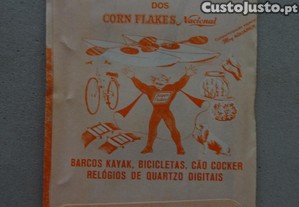 CustoJusto.pt
DOS
CORN FLAKES Nacional
BARCOS KAYAK, BICICLETAS, CÃO COCKER
RELÓGIOS DE QUARTZO DIGITAIS